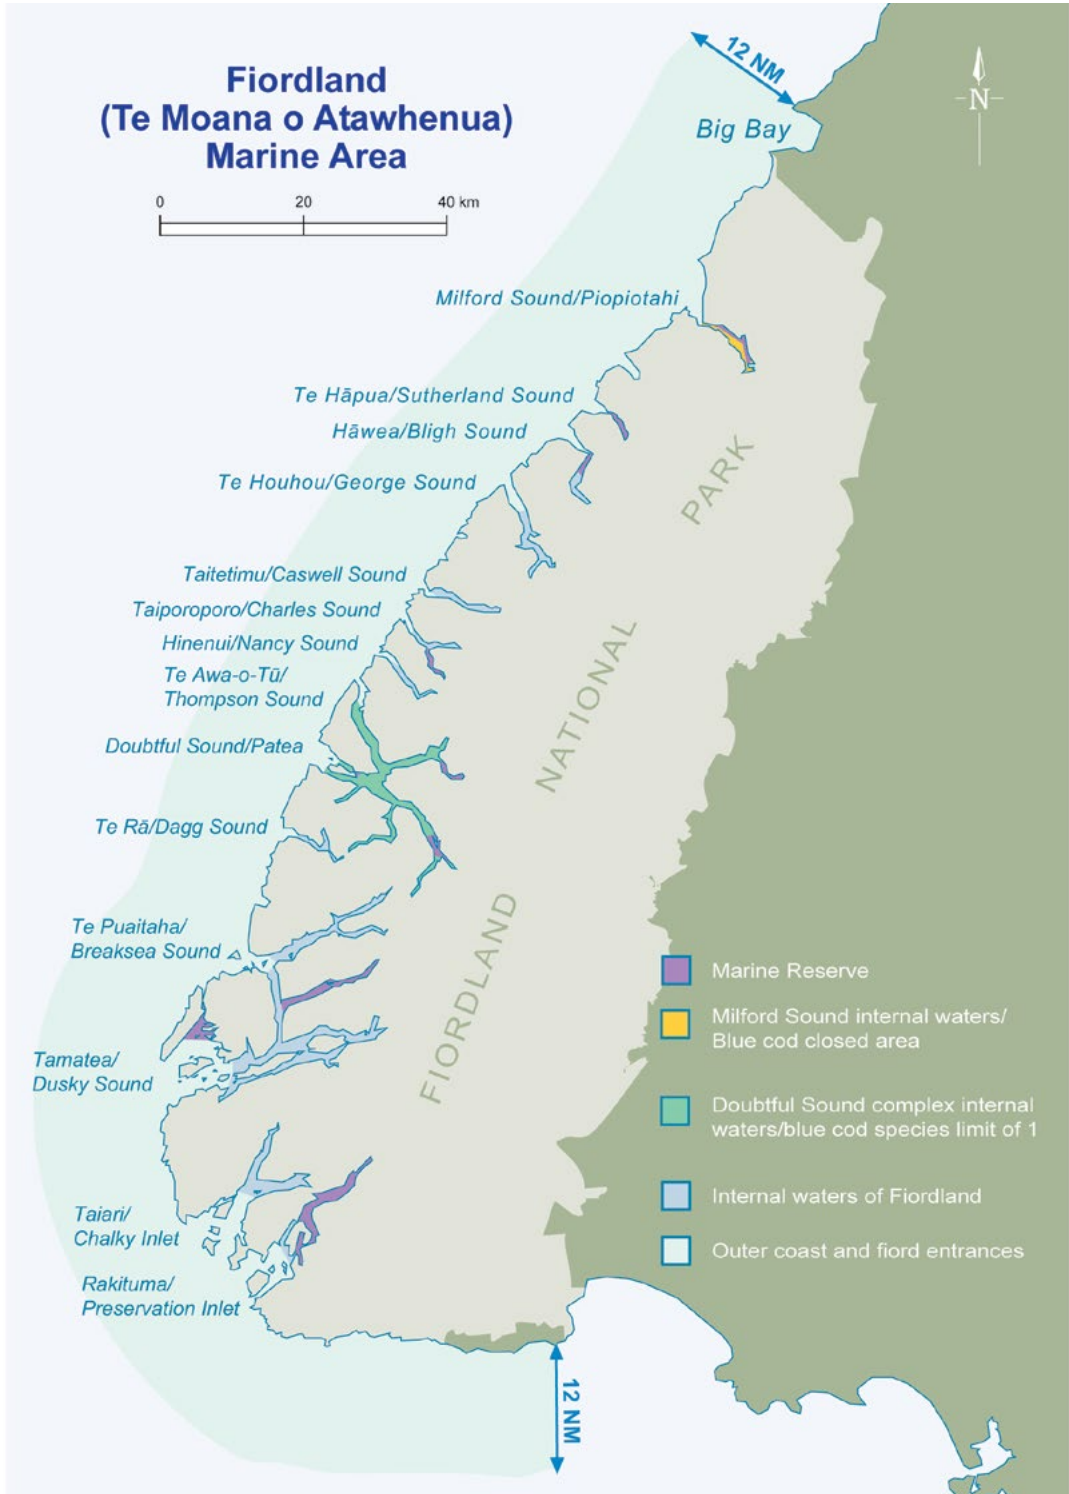 Fiordland
(Te Moana o Atawhenua)
Marine Area
0 20 40 km
12 NM
N
Big Bay
Milford Sound/Piopiotahi
Te Hāpua/Sutherland Sound
Hāwea/Bligh Sound
Te Houhou/George Sound
Taitetimu/Caswell Sound
Taiporoporo/Charles Sound
Hinenui/Nancy Sound
Te Awa-o-Tū/
Thompson Sound
Doubtful Sound/Patea
Te Rā/Dagg Sound
Te Puaitaha/
Breaksea Sound
Tamatea/
Dusky Sound
Taiari/
Chalky Inlet
Rakituma/
Preservation Inlet
FIORDLAND NATIONAL PARK
Marine Reserve
Milford Sound internal waters/
Blue cod closed area
Doubtful Sound complex internal
waters/blue cod species limit of 1
Internal waters of Fiordland
Outer coast and fiord entrances
12 NM